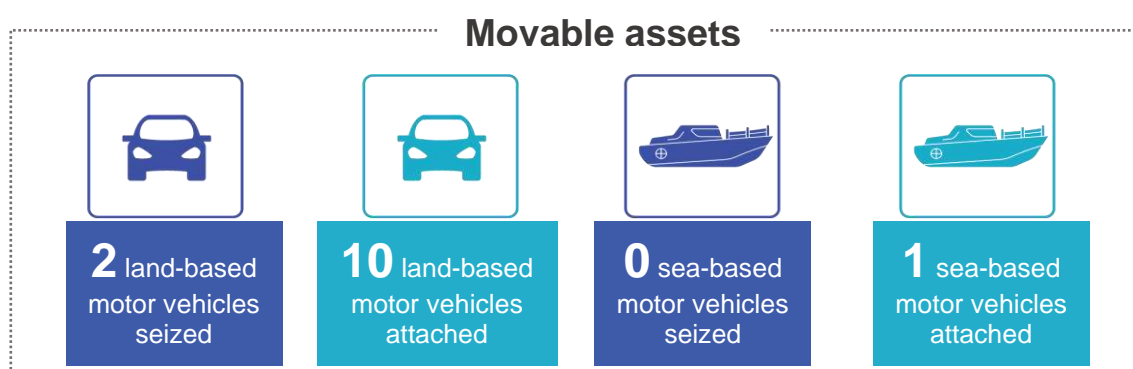 Movable assets
2 land-based
motor vehicles
seized
10 land-based
motor vehicles
attached
0 sea-based
motor vehicles
seized
1 sea-based
motor vehicles
attached